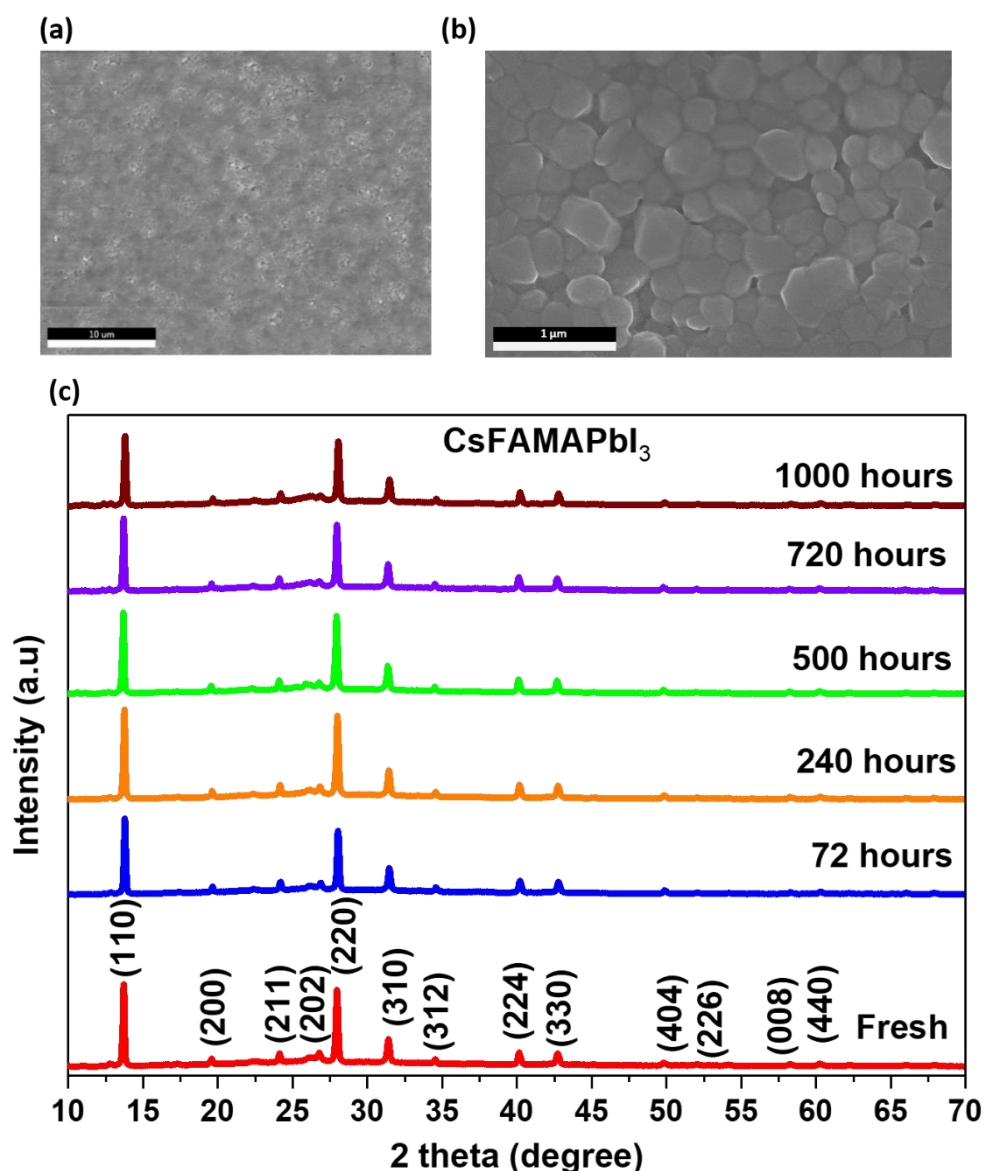 (a)
(b)
10 um
1 µm
(c)
CsFAMAPbI₃
1000 hours
720 hours
500 hours
240 hours
72 hours
Fresh
(110)
(200)
(211)
(202)
(220)
(310)
(312)
(224)
(330)
(404)
(226)
(008)
(440)
Intensity (a.u)
10 15 20 25 30 35 40 45 50 55 60 65 70
2 theta (degree)